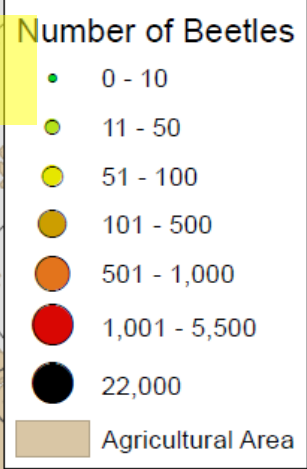 Number of Beetles
0 - 10
11 - 50
51 - 100
101 - 500
501 - 1,000
1,001 - 5,500
22,000
Agricultural Area